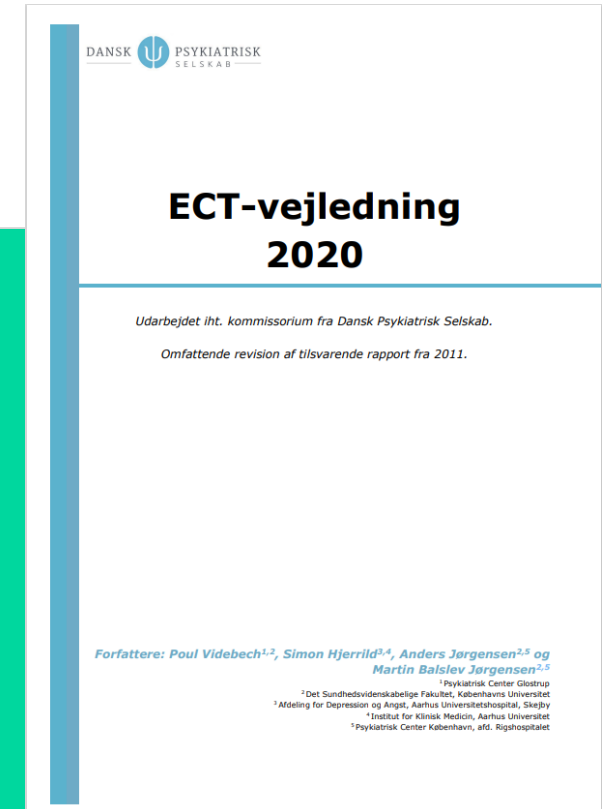 DANSK PSYKIATRISK
SELSKAB
ECT-vejledning
2020
Udarbejdet iht. kommissorium fra Dansk Psykiatrisk Selskab.
Omfattende revision af tilsvarende rapport fra 2011.
Forfattere: Poul Videbech1,2, Simon Hjerrild3,4, Anders Jørgensen2,5 og
Martin Balslev Jørgensen2,5
1 Psykiatrisk Center Glostrup
2 Det Sundhedsvidenskabelige Fakultet, Københavns Universitet
3 Afdeling for Depression og Angst, Aarhus Universitetshospital, Skejby
4 Institut for Klinisk Medicin, Aarhus Universitet
5 Psykiatrisk Center København, afd. Rigshospitalet